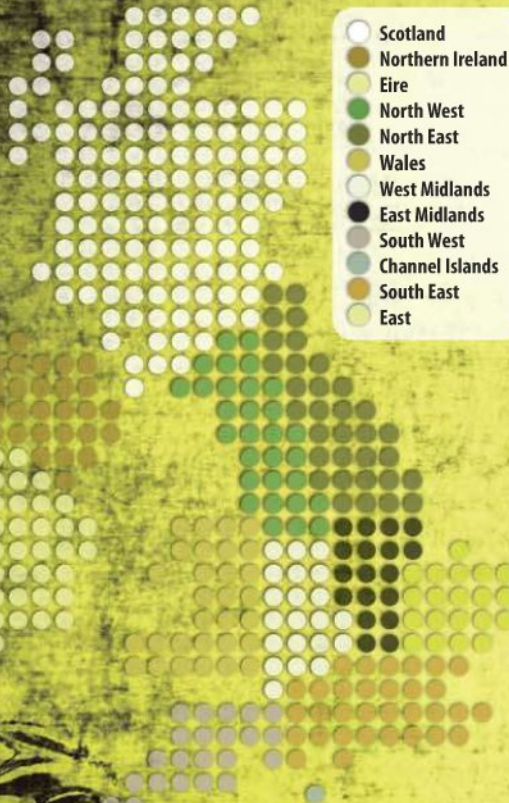 Scotland
Northern Ireland
Eire
North West
North East
Wales
West Midlands
East Midlands
South West
Channel Islands
South East
East